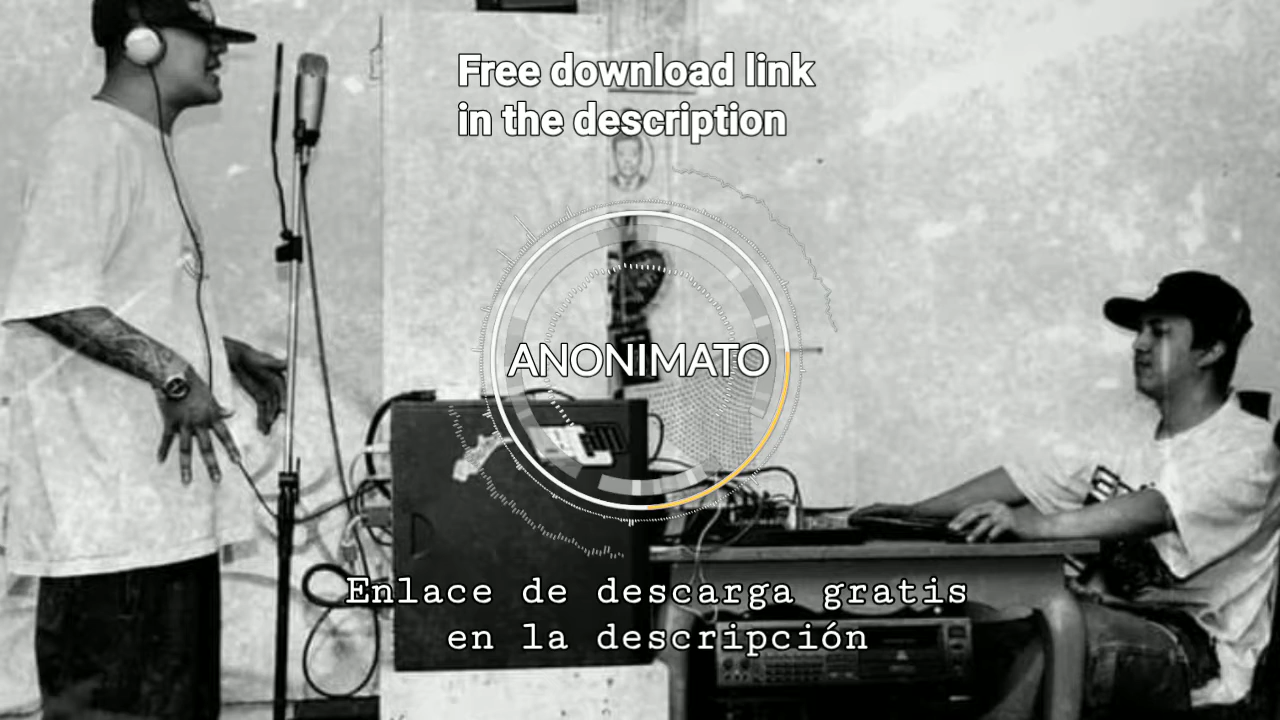 Free download link
in the description
ANONIMATO
Enlace de descarga gratis
en la descripción